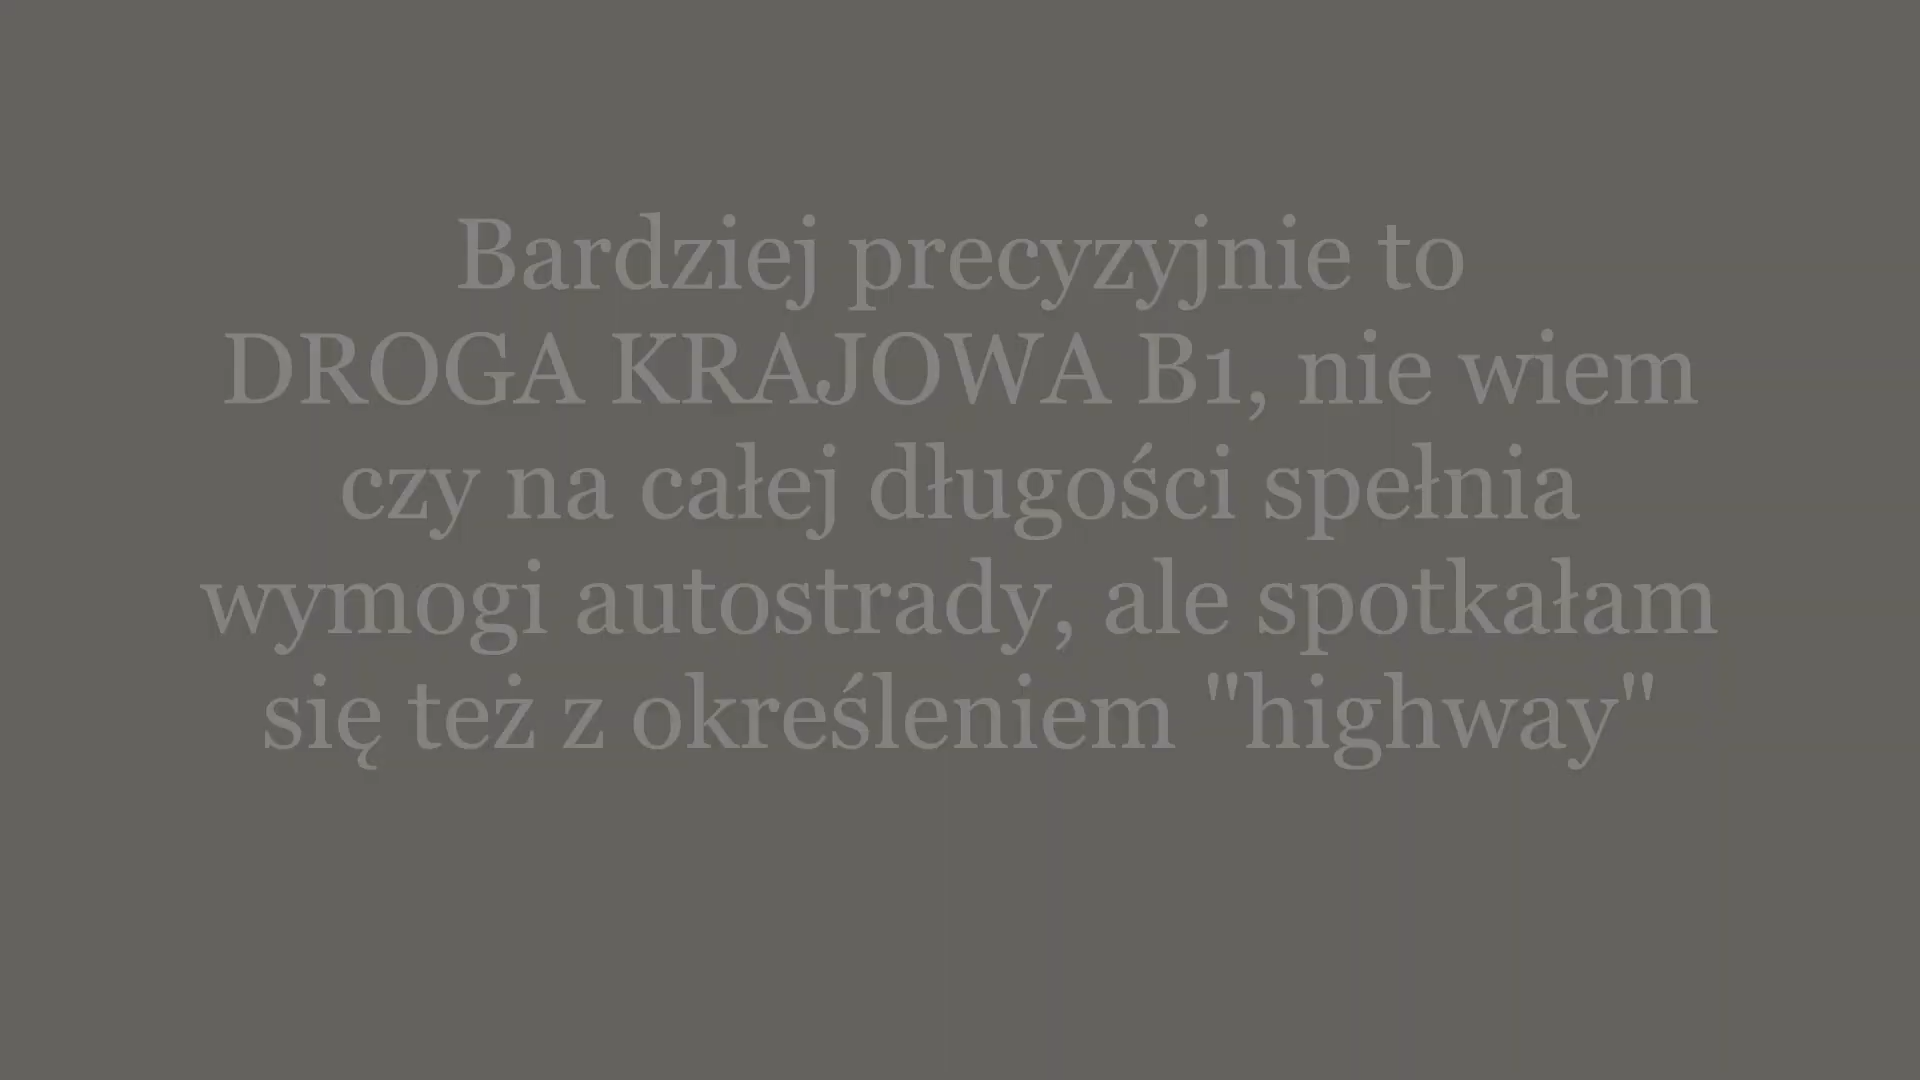 Bardziej precyzyjnie to
DROGA KRAJOWA B1, nie wiem
czy na całej długości spełnia
wymogi autostrady, ale spotkałam
się też z określeniem "highway"